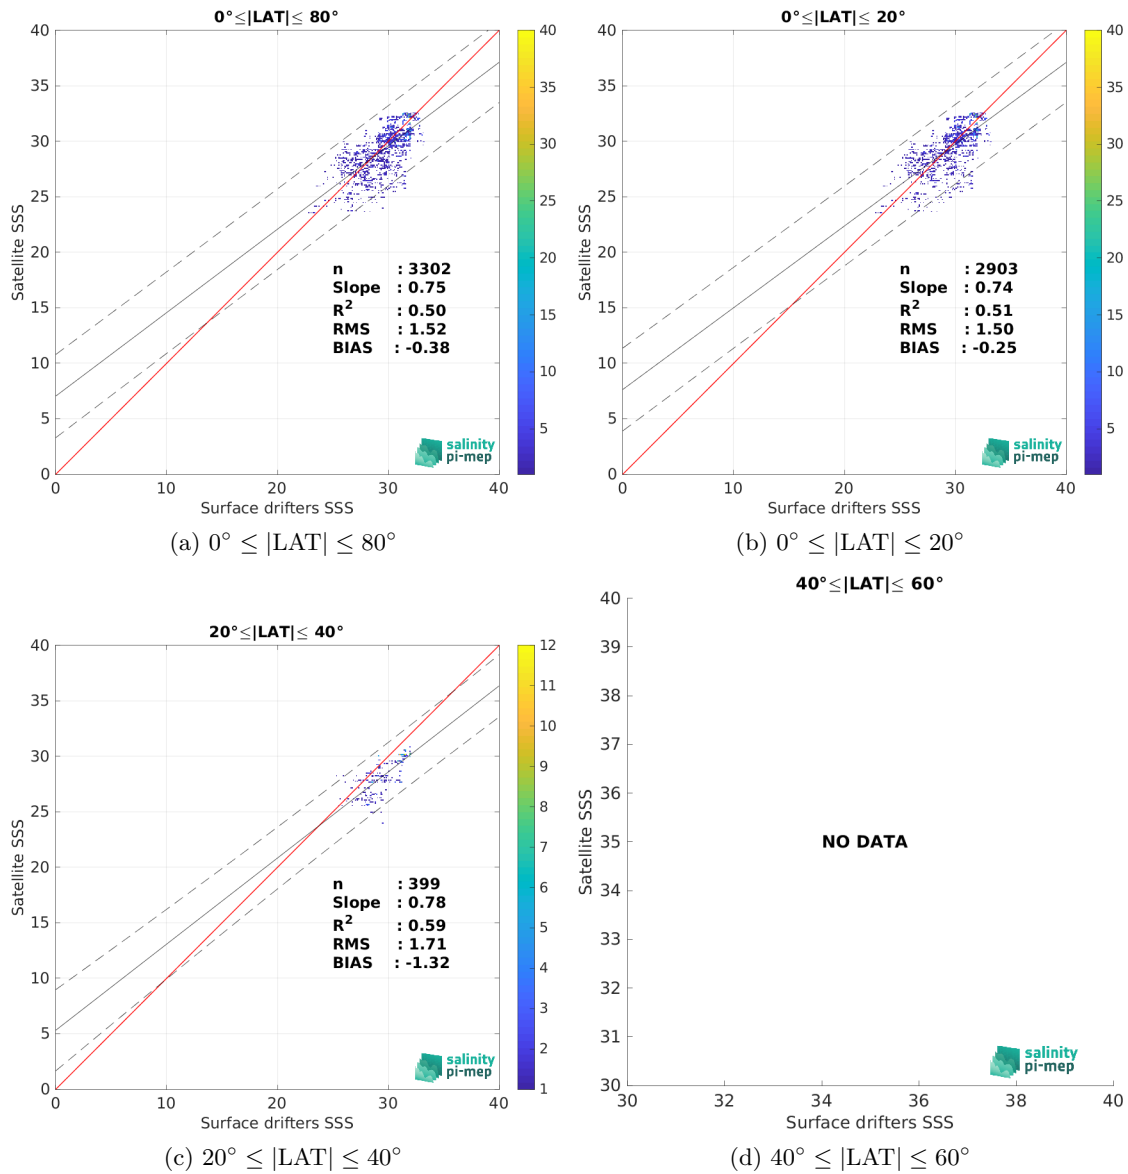 0°≤|LAT|≤ 80°
40
35
30
25
20
15
10
5
0
Satellite SSS
n : 3302
Slope : 0.75
R² : 0.50
RMS : 1.52
BIAS : -0.38
salinity
pi-mep
0 10 20 30 40
Surface drifters SSS
40
35
30
25
20
15
10
5
(a) 0° ≤ |LAT| ≤ 80°
0°≤|LAT|≤ 20°
40
35
30
25
20
15
10
5
0
Satellite SSS
n : 2903
Slope : 0.74
R² : 0.51
RMS : 1.50
BIAS : -0.25
salinity
pi-mep
0 10 20 30 40
Surface drifters SSS
40
35
30
25
20
15
10
5
(b) 0° ≤ |LAT| ≤ 20°
20°≤|LAT|≤ 40°
40
35
30
25
20
15
10
5
0
Satellite SSS
n : 399
Slope : 0.78
R² : 0.59
RMS : 1.71
BIAS : -1.32
salinity
pi-mep
0 10 20 30 40
Surface drifters SSS
12
11
10
9
8
7
6
5
4
3
2
1
(c) 20° ≤ |LAT| ≤ 40°
40°≤|LAT|≤ 60°
40
39
38
37
36
35
34
33
32
31
30
Satellite SSS
NO DATA
salinity
pi-mep
30 32 34 36 38 40
Surface drifters SSS
(d) 40° ≤ |LAT| ≤ 60°